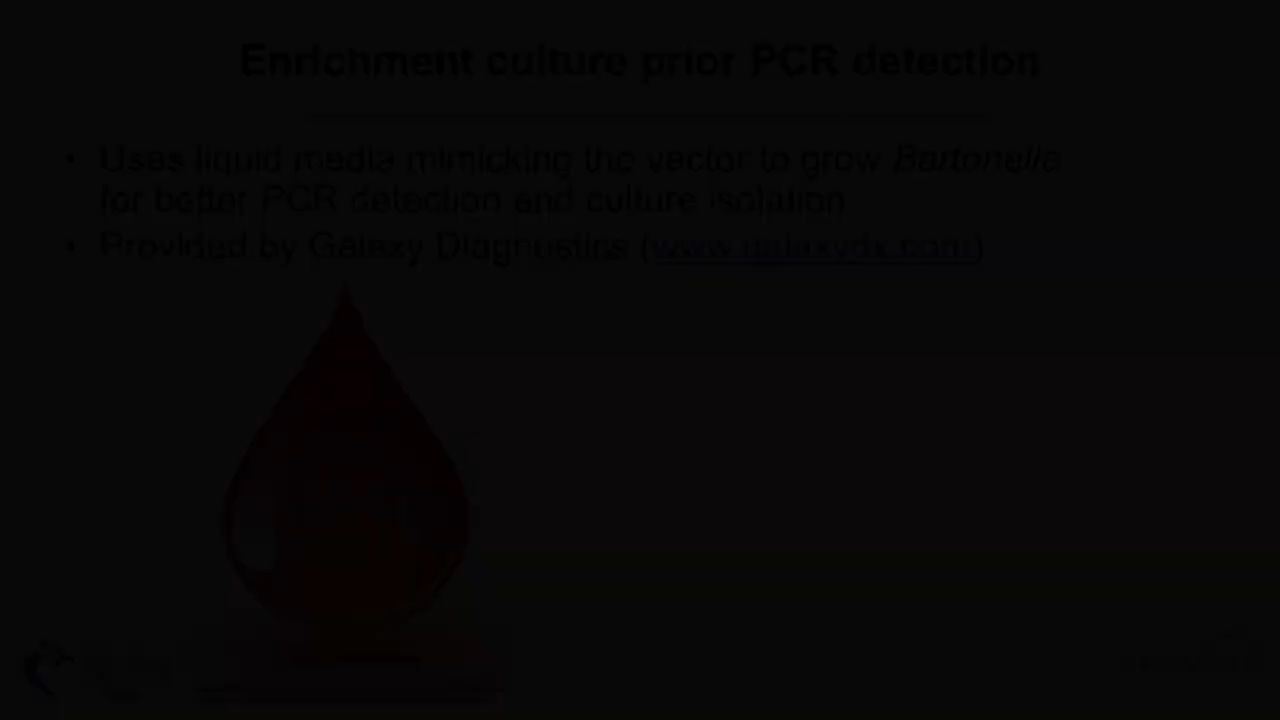 Enrichment culture prior PCR detection
• Uses liquid media mimicking the vector to grow Bartonella
for better PCR detection and culture isolation
• Provided by Galaxy Diagnostics (www.galaxydx.com)